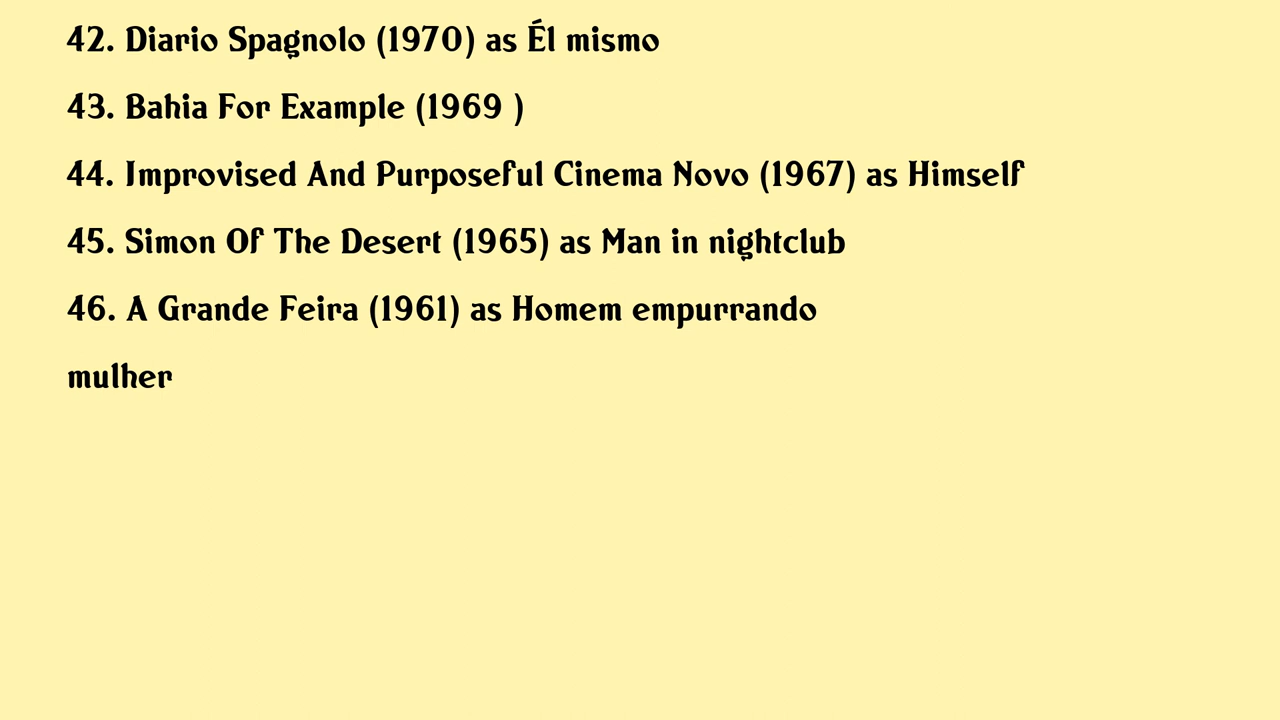 42. Diario Spagnolo (1970) as Él mismo
43. Bahia For Example (1969 )
44. Improvised And Purposeful Cinema Novo (1967) as Himself
45. Simon Of The Desert (1965) as Man in nightclub
46. A Grande Feira (1961) as Homem empurrando
mulher